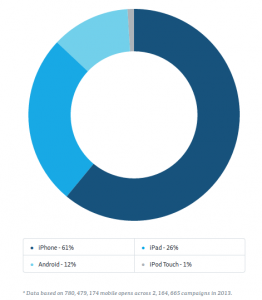 iPhone - 61%
iPad - 26%
Android - 12%
iPod Touch - 1%
* Data based on 780,479,174 mobile opens across 2,164,665 campaigns in 2013.